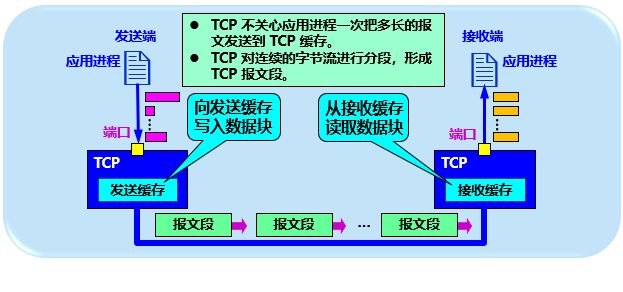 发送端
接收端
● TCP 不关心应用进程一次把多长的报
文发送到 TCP 缓存。
● TCP 对连续的字节流进行分段，形成
TCP 报文段。
应用进程
应用进程
向发送缓存
写入数据块
从接收缓存
读取数据块
端口
端口
TCP
TCP
发送缓存
接收缓存
报文段
报文段
…
报文段